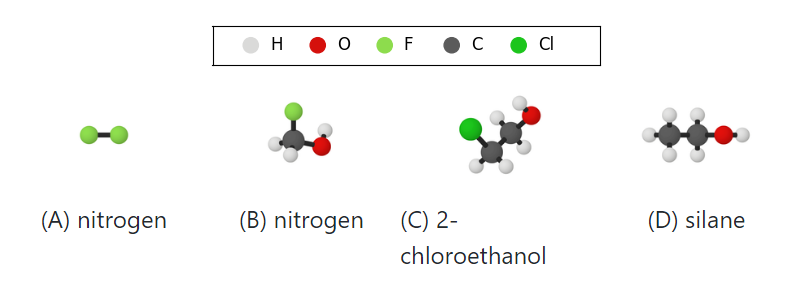 H O F C Cl
(A) nitrogen (B) nitrogen (C) 2- (D) silane
chloroethanol